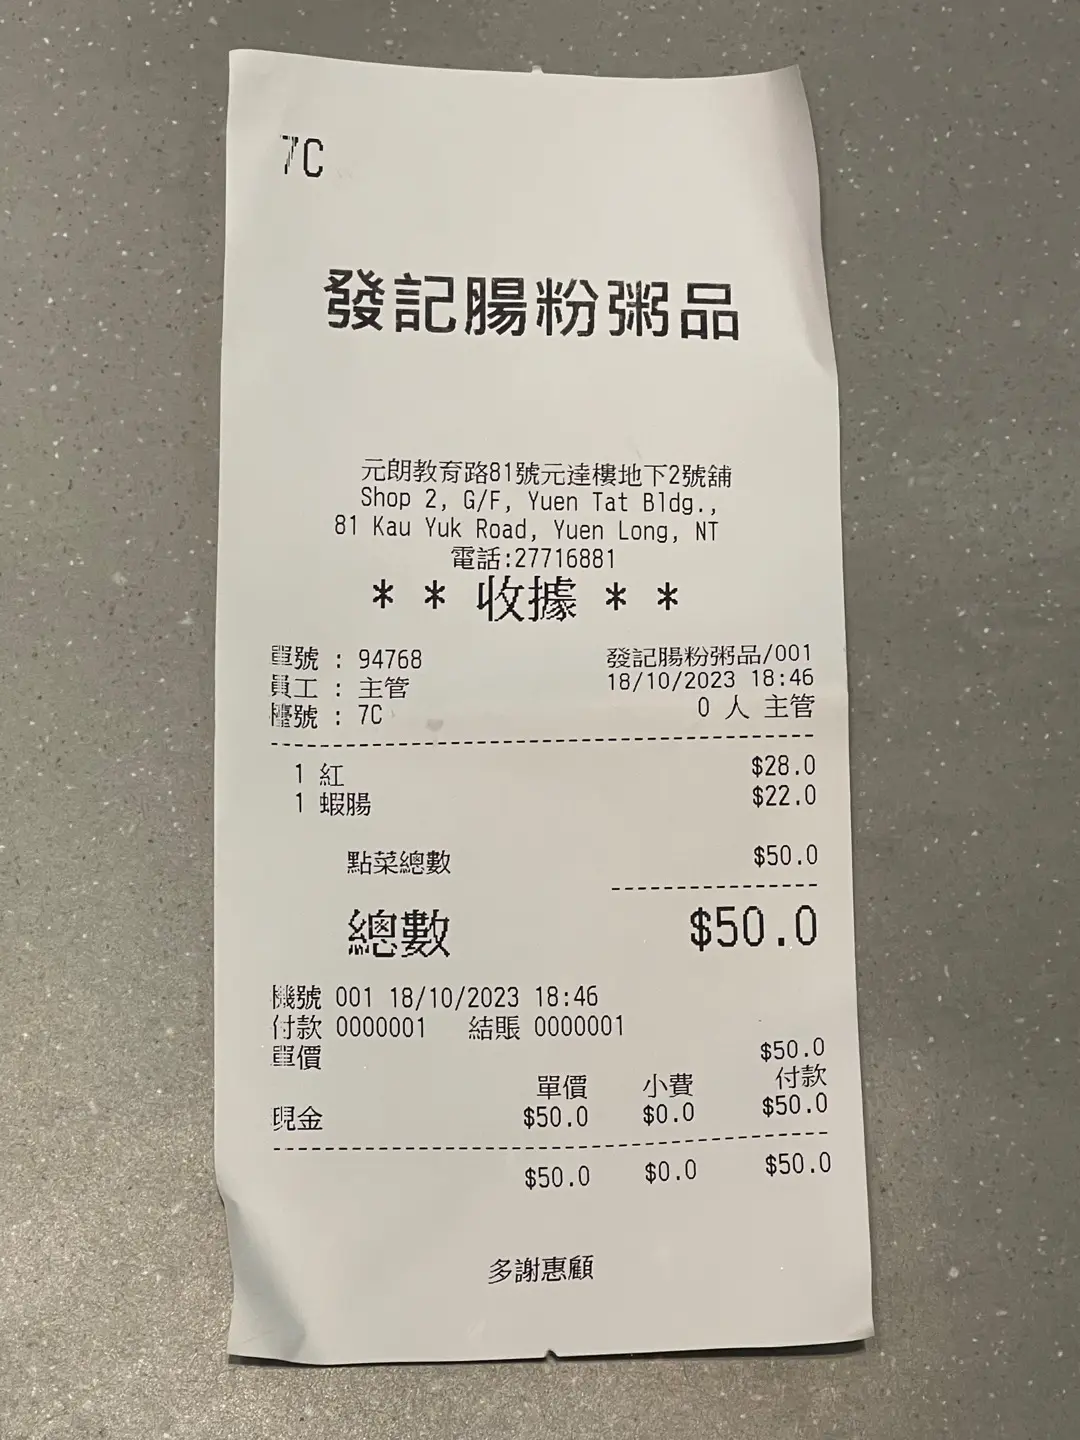 7C
發記腸粉粥品
元朗教育路81號元達樓地下2號舖
Shop 2, G/F, Yuen Tat Bldg.,
81 Kau Yuk Road, Yuen Long, NT
電話:27716881
* * 收據 * *
單號 : 94768 發記腸粉粥品/001
員工 : 主管 18/10/2023 18:46
檯號 : 7C 0 人 主管
1 紅 $28.0
1 蝦腸 $22.0
點菜總數 $50.0
總數 $50.0
機號 001 18/10/2023 18:46
付款 0000001 結賬 0000001
單價 $50.0
單價 小費 付款
現金 $50.0 $0.0 $50.0
$50.0 $0.0 $50.0
多謝惠顧